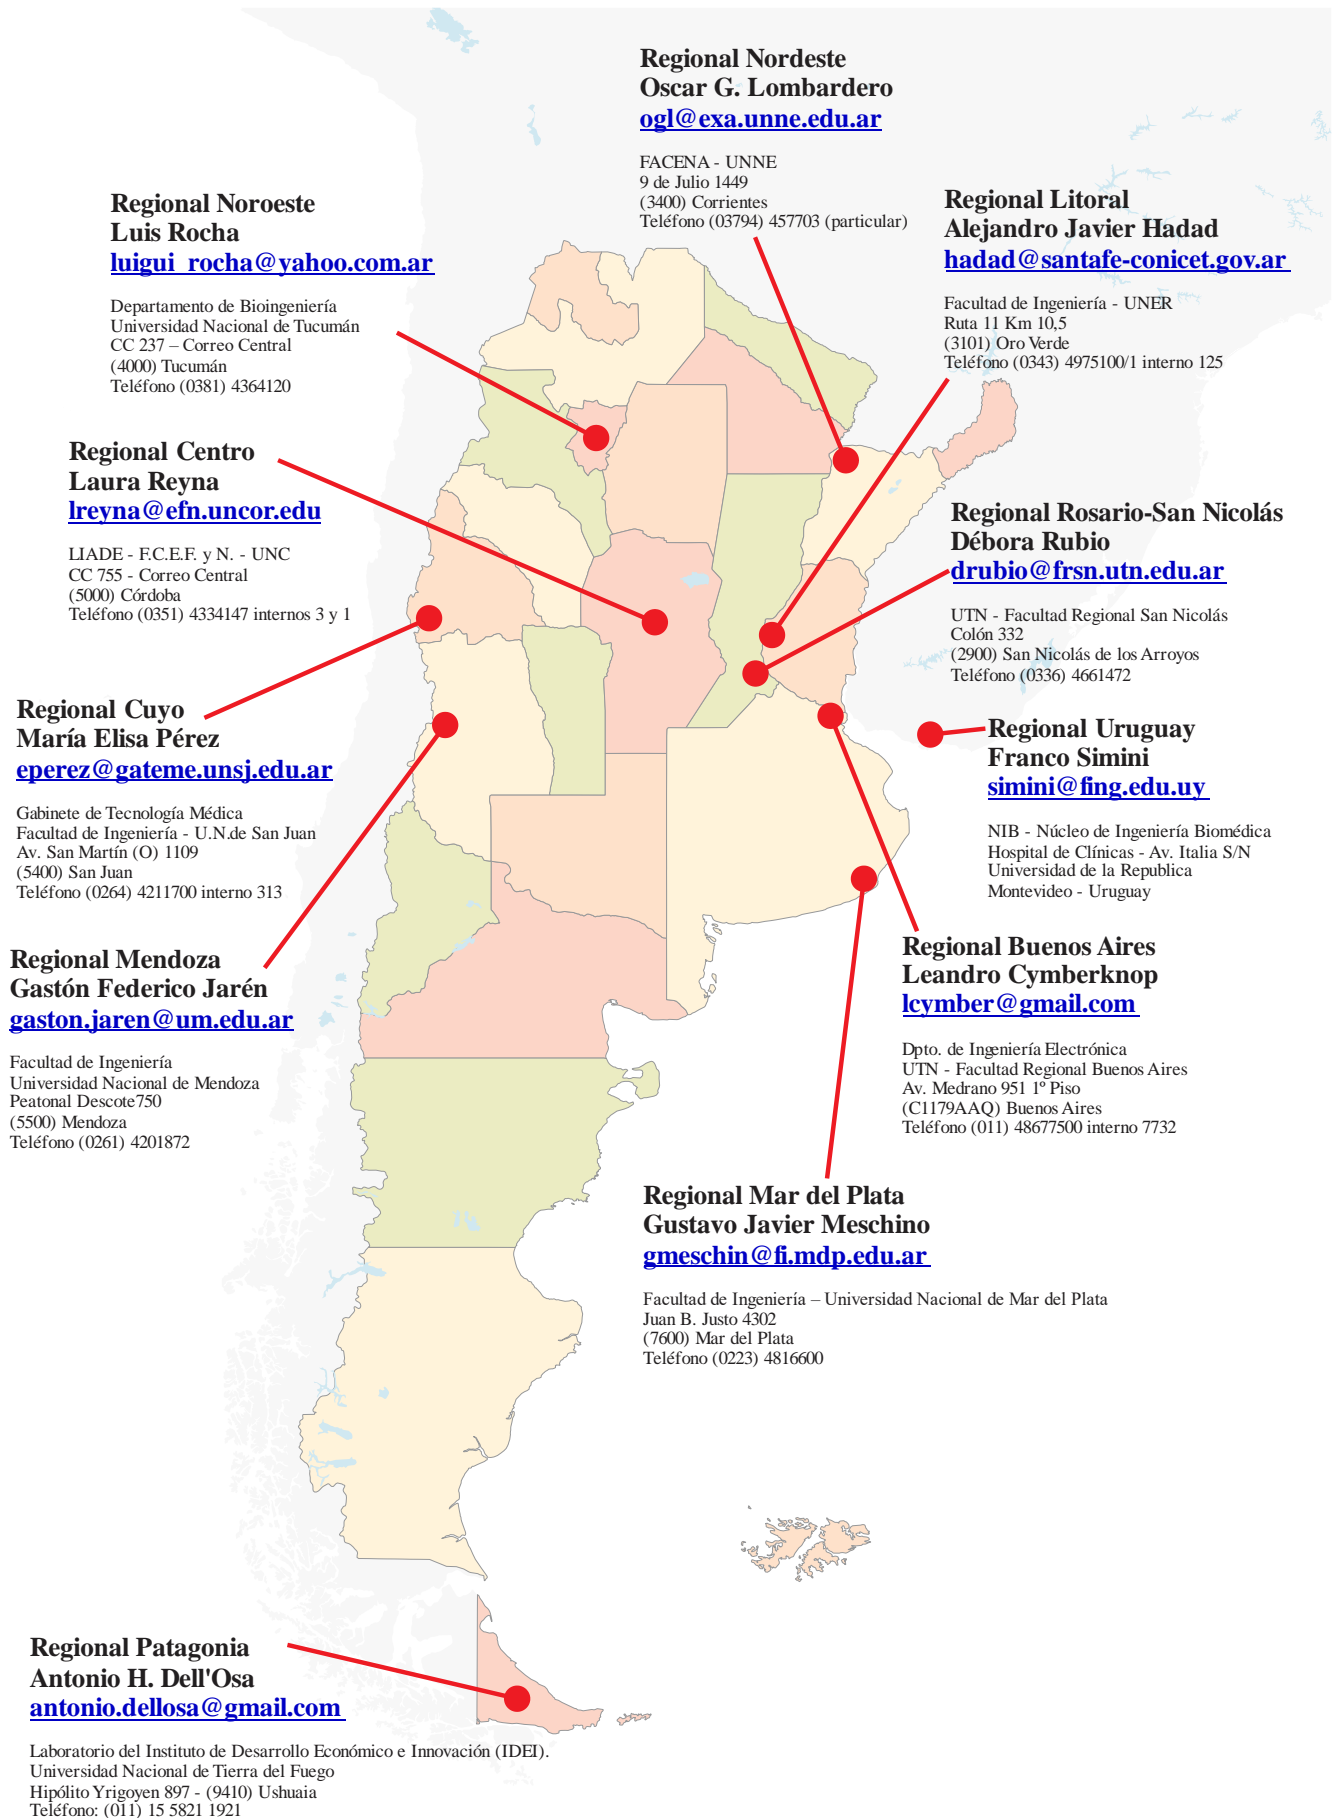 Regional Nordeste
Oscar G. Lombardero
ogl@exa.unne.edu.ar
FACENA - UNNE
9 de Julio 1449
(3400) Corrientes
Teléfono (03794) 457703 (particular)
Regional Noroeste
Luis Rocha
luigui_rocha@yahoo.com.ar
Departamento de Bioingeniería
Universidad Nacional de Tucumán
CC 237 – Correo Central
(4000) Tucumán
Teléfono (0381) 4364120
Regional Litoral
Alejandro Javier Hadad
hadad@santafe-conicet.gov.ar
Facultad de Ingeniería - UNER
Ruta 11 Km 10,5
(3101) Oro Verde
Teléfono (0343) 4975100/1 interno 125
Regional Centro
Laura Reyna
lreyna@efn.uncor.edu
LIADE - F.C.E.F. y N. - UNC
CC 755 - Correo Central
(5000) Córdoba
Teléfono (0351) 4334147 internos 3 y 1
Regional Rosario-San Nicolás
Débora Rubio
drubio@frsn.utn.edu.ar
UTN - Facultad Regional San Nicolás
Colón 332
(2900) San Nicolás de los Arroyos
Teléfono (0336) 4661472
Regional Cuyo
María Elisa Pérez
eperez@gateme.unsj.edu.ar
Gabinete de Tecnología Médica
Facultad de Ingeniería - U.N.de San Juan
Av. San Martín (O) 1109
(5400) San Juan
Teléfono (0264) 4211700 interno 313
Regional Uruguay
Franco Simini
simini@fing.edu.uy
NIB - Núcleo de Ingeniería Biomédica
Hospital de Clínicas - Av. Italia S/N
Universidad de la Republica
Montevideo - Uruguay
Regional Mendoza
Gastón Federico Jarén
gaston.jaren@um.edu.ar
Facultad de Ingeniería
Universidad Nacional de Mendoza
Peatonal Descote750
(5500) Mendoza
Teléfono (0261) 4201872
Regional Buenos Aires
Leandro Cymberknop
lcymber@gmail.com
Dpto. de Ingeniería Electrónica
UTN - Facultad Regional Buenos Aires
Av. Medrano 951 1º Piso
(C1179AAQ) Buenos Aires
Teléfono (011) 48677500 interno 7732
Regional Mar del Plata
Gustavo Javier Meschino
gmeschin@fi.mdp.edu.ar
Facultad de Ingeniería – Universidad Nacional de Mar del Plata
Juan B. Justo 4302
(7600) Mar del Plata
Teléfono (0223) 4816600
Regional Patagonia
Antonio H. Dell'Osa
antonio.dellosa@gmail.com
Laboratorio del Instituto de Desarrollo Económico e Innovación (IDEI).
Universidad Nacional de Tierra del Fuego
Hipólito Yrigoyen 897 - (9410) Ushuaia
Teléfono: (011) 15 5821 1921